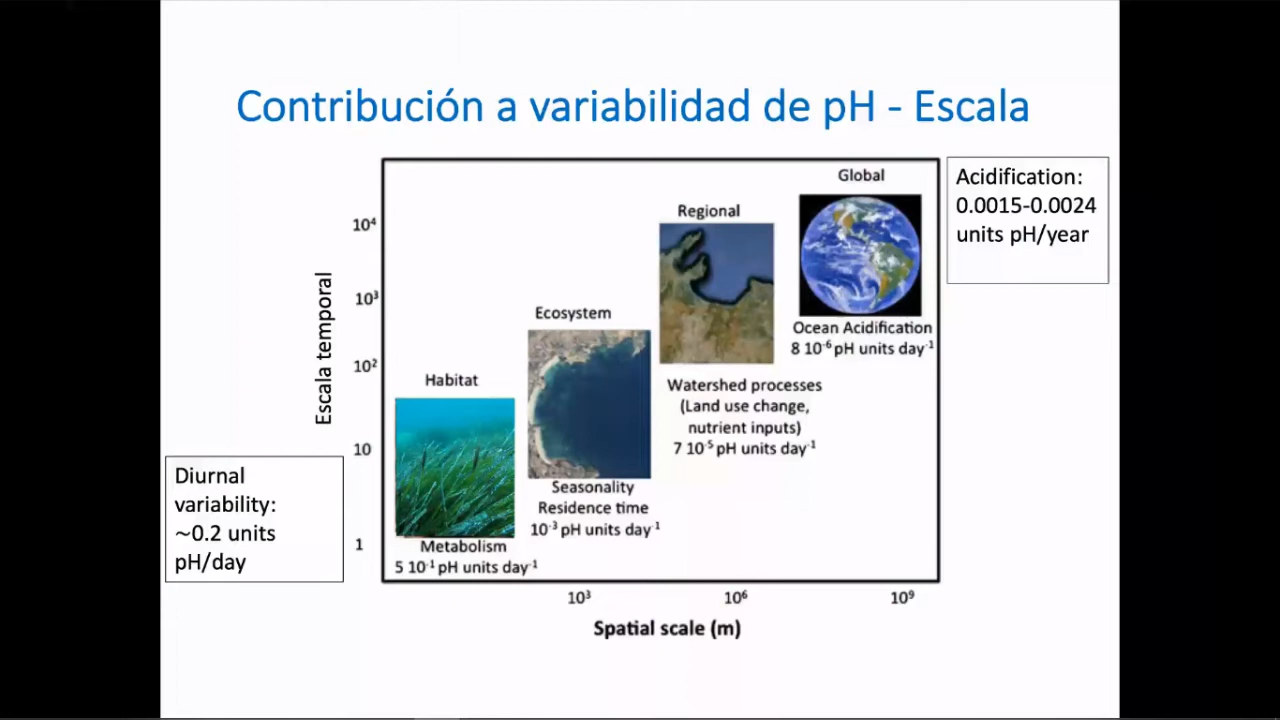 Contribución a variabilidad de pH - Escala
Global
Acidification:
0.0015-0.0024
units pH/year
Regional
10⁴
Escala temporal
10³
Ecosystem
Ocean Acidification
8 10⁻⁶ pH units day⁻¹
10²
Habitat
Watershed processes
(Land use change,
nutrient inputs)
7 10⁻⁵ pH units day⁻¹
10
Diurnal
variability:
~0.2 units
pH/day
Seasonality
Residence time
10⁻³ pH units day⁻¹
1
Metabolism
5 10⁻¹ pH units day⁻¹
10³
10⁶
10⁹
Spatial scale (m)